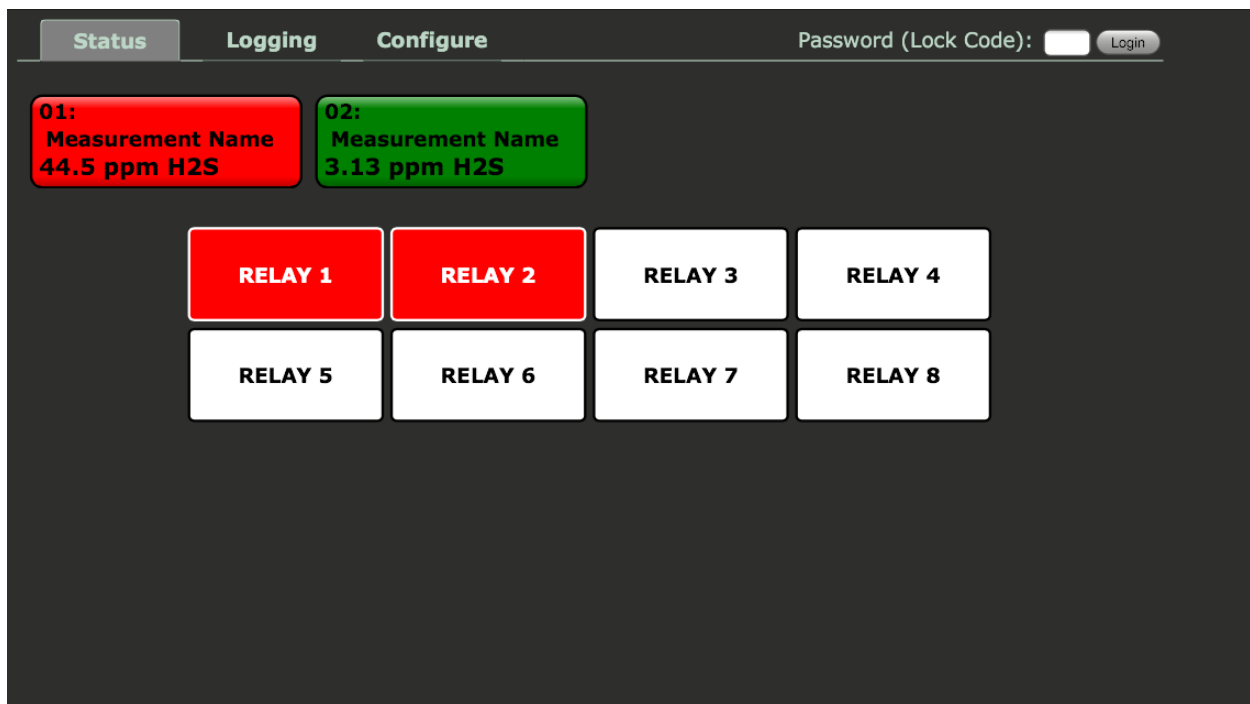 Status Logging Configure Password (Lock Code): Login
01:
Measurement Name
44.5 ppm H2S
02:
Measurement Name
3.13 ppm H2S
RELAY 1 RELAY 2 RELAY 3 RELAY 4
RELAY 5 RELAY 6 RELAY 7 RELAY 8